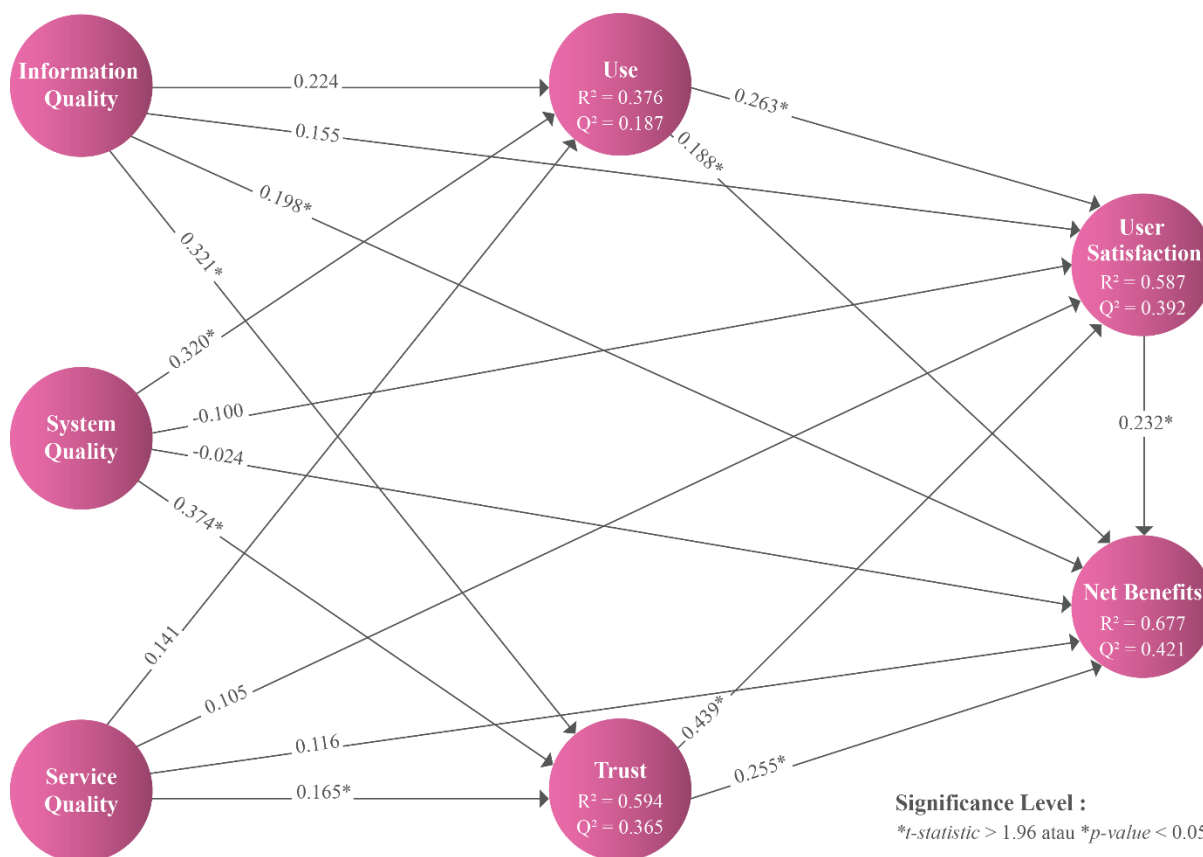 Information
Quality
Use
R² = 0.376
Q² = 0.187
0.224
0.155
0.198*
0.321*
0.263*
0.188*
User
Satisfaction
R² = 0.587
Q² = 0.392
System
Quality
0.320*
-0.100
-0.024
0.374*
0.232*
Net Benefits
R² = 0.677
Q² = 0.421
Service
Quality
0.141
0.105
0.116
0.165*
Trust
R² = 0.594
Q² = 0.365
0.439*
0.255*
Significance Level :
*t-statistic > 1.96 atau *p-value < 0.05